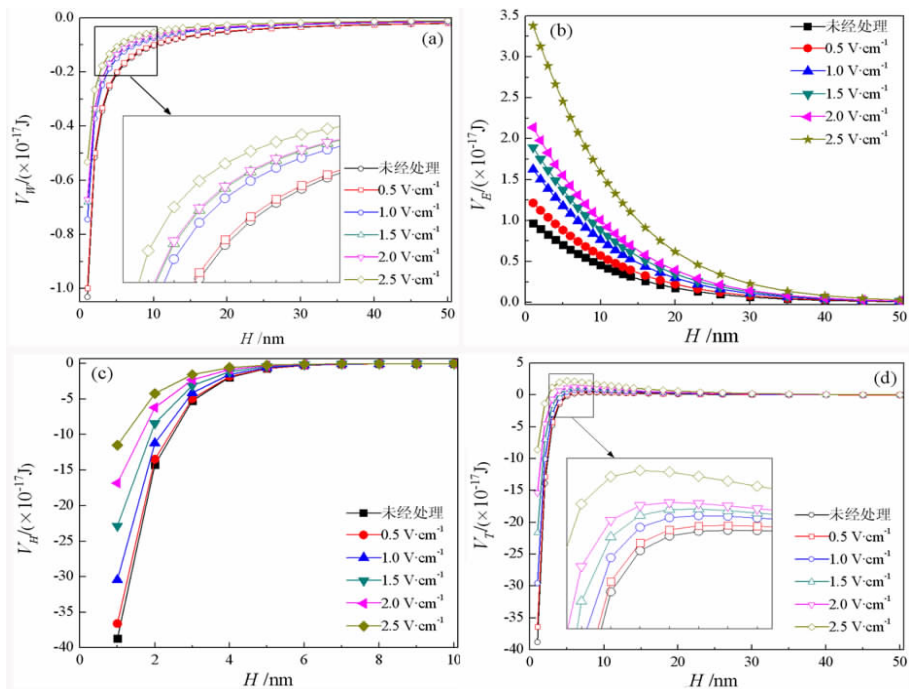 (a)
V_W/(×10⁻¹⁷J)
0.0
-0.2
-0.4
-0.6
-0.8
-1.0
未经处理
0.5 V·cm⁻¹
1.0 V·cm⁻¹
1.5 V·cm⁻¹
2.0 V·cm⁻¹
2.5 V·cm⁻¹
0 10 20 30 40 50
H /nm
(b)
V_E/(×10⁻¹⁷J)
3.5
3.0
2.5
2.0
1.5
1.0
0.5
0.0
未经处理
0.5 V·cm⁻¹
1.0 V·cm⁻¹
1.5 V·cm⁻¹
2.0 V·cm⁻¹
2.5 V·cm⁻¹
0 10 20 30 40 50
H /nm
(c)
V_H/(×10⁻¹⁷J)
0
-5
-10
-15
-20
-25
-30
-35
-40
未经处理
0.5 V·cm⁻¹
1.0 V·cm⁻¹
1.5 V·cm⁻¹
2.0 V·cm⁻¹
2.5 V·cm⁻¹
0 2 4 6 8 10
H /nm
(d)
V_T/(×10⁻¹⁷J)
5
0
-5
-10
-15
-20
-25
-30
-35
-40
未经处理
0.5 V·cm⁻¹
1.0 V·cm⁻¹
1.5 V·cm⁻¹
2.0 V·cm⁻¹
2.5 V·cm⁻¹
0 10 20 30 40 50
H /nm